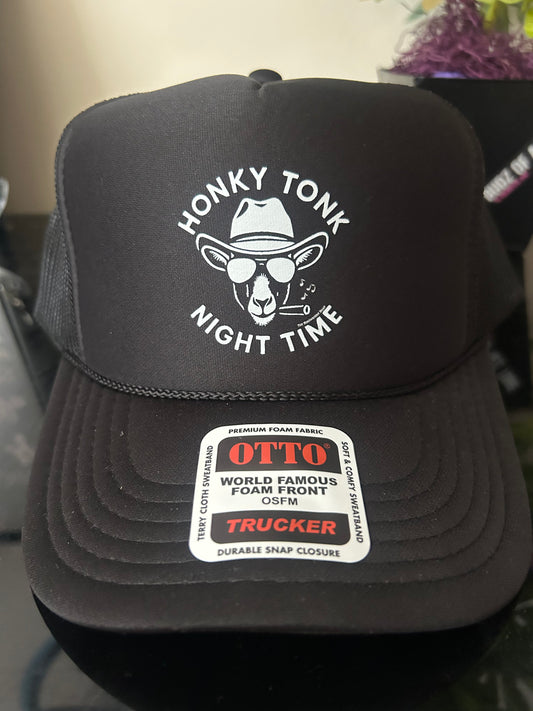 HONKY TONK
NIGHT TIME
PREMIUM FOAM FABRIC
TERRY CLOTH SWEATBAND
OTTO®
WORLD FAMOUS
FOAM FRONT
OSFM
TRUCKER
SOFT & COMFY SWEATBAND
DURABLE SNAP CLOSURE
OF